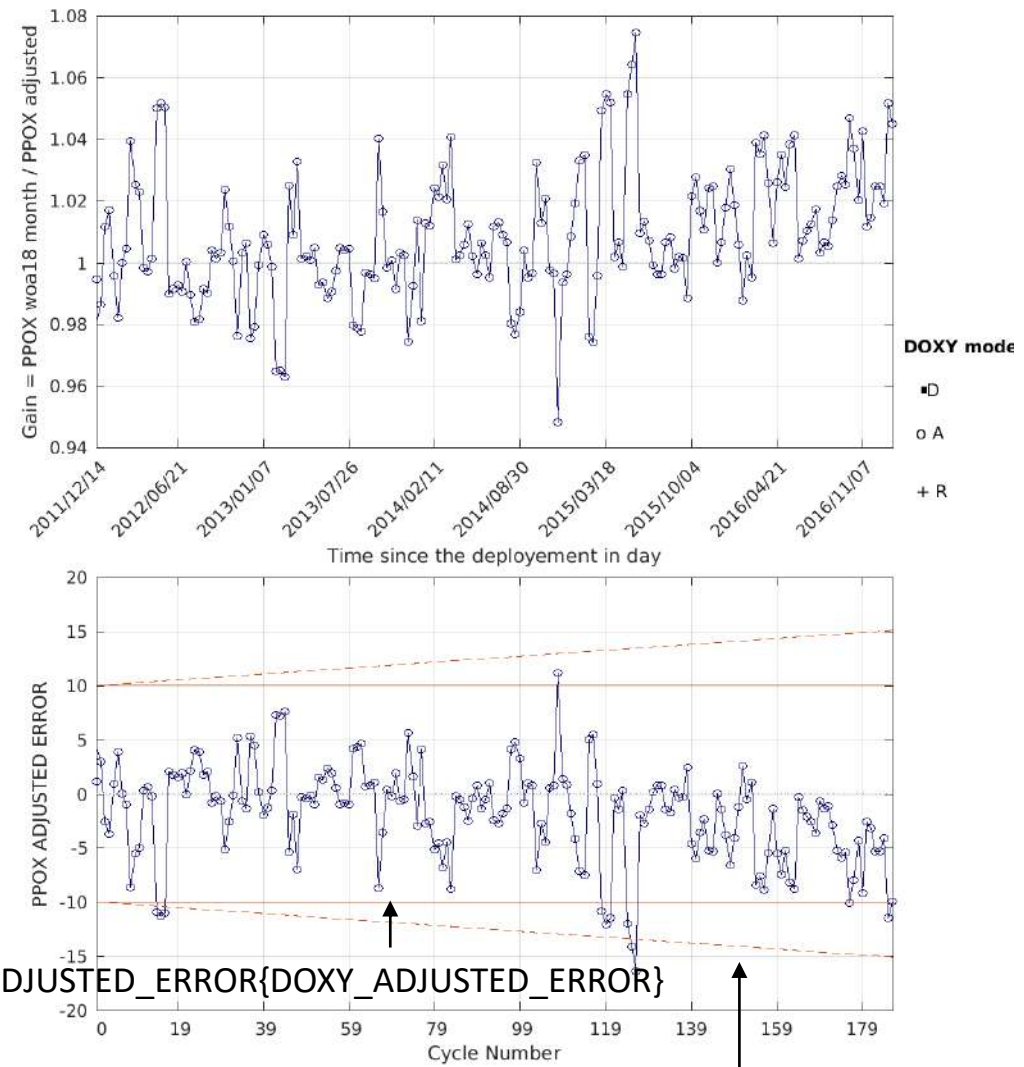 1.08
1.06
1.04
1.02
1
0.98
0.96
0.94
Gain = PPOX woa18 month / PPOX adjusted
2011/12/14
2012/06/21
2013/01/07
2013/07/26
2014/02/11
2014/08/30
2015/03/18
2015/10/04
2016/04/21
2016/11/07
Time since the deployement in day
DOXY mode
D
o A
+ R
20
15
10
5
0
-5
-10
-15
-20
PPOX ADJUSTED ERROR
DJUSTED_ERROR{DOXY_ADJUSTED_ERROR}
0 19 39 59 79 99 119 139 159 179
Cycle Number